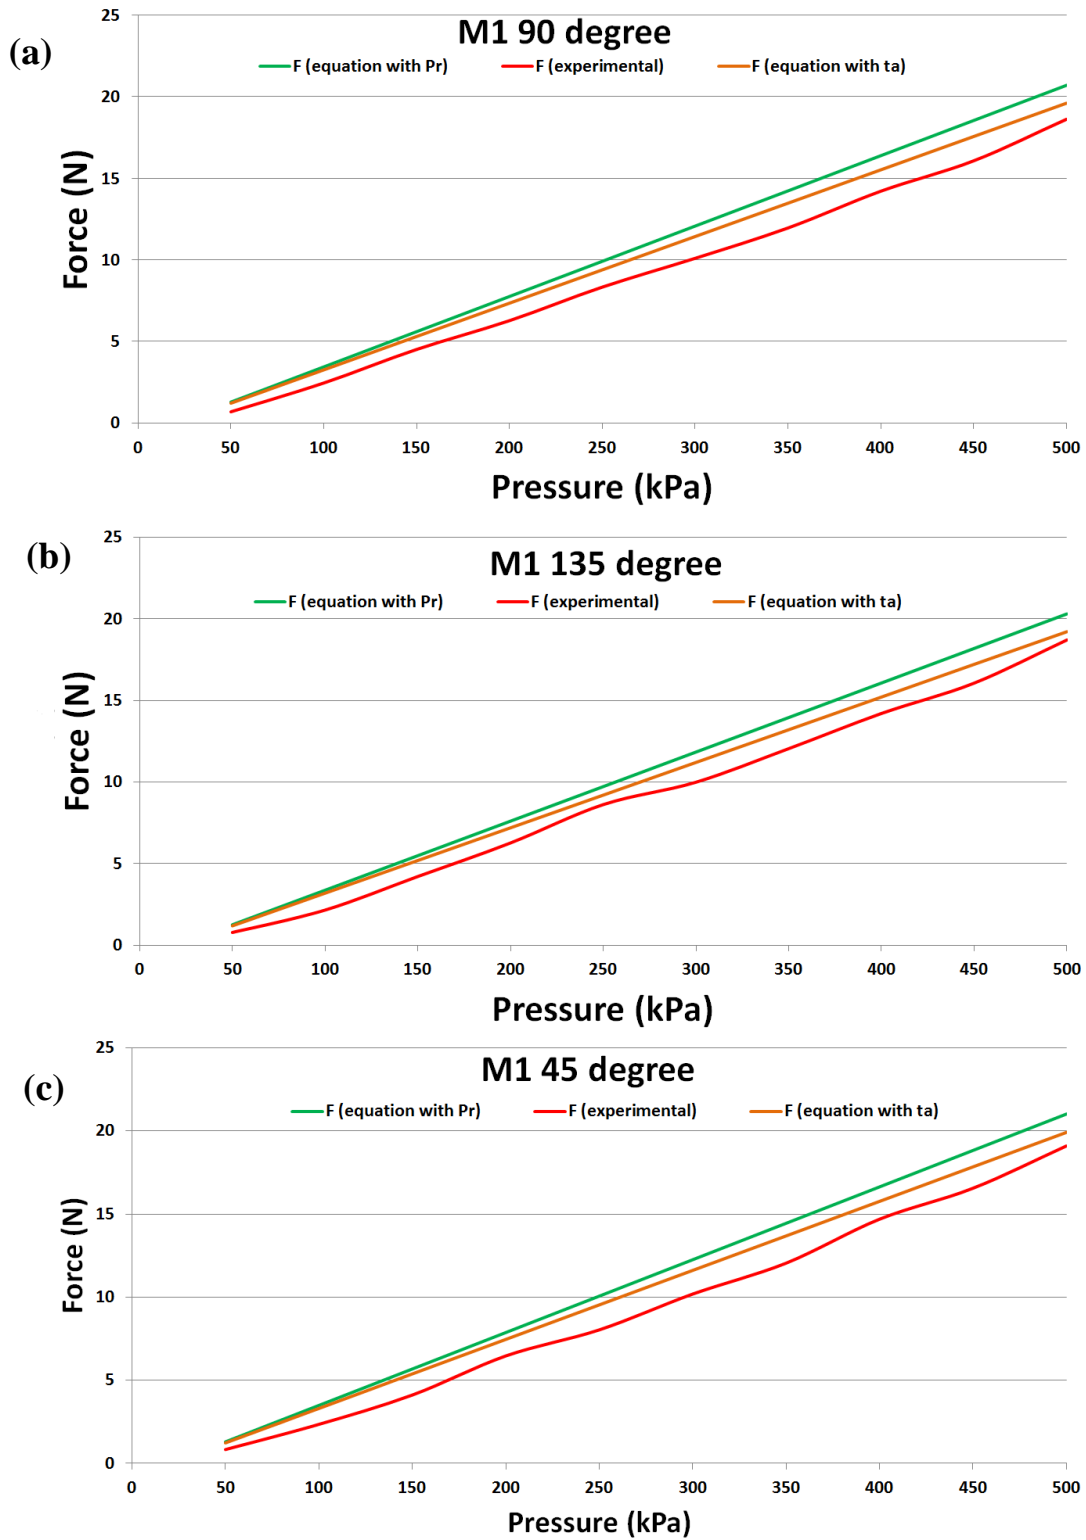 (a)
M1 90 degree
F (equation with Pr) F (experimental) F (equation with ta)
25
20
15
10
5
0
Force (N)
0 50 100 150 200 250 300 350 400 450 500
Pressure (kPa)
(b)
M1 135 degree
F (equation with Pr) F (experimental) F (equation with ta)
25
20
15
10
5
0
Force (N)
0 50 100 150 200 250 300 350 400 450 500
Pressure (kPa)
(c)
M1 45 degree
F (equation with Pr) F (experimental) F (equation with ta)
25
20
15
10
5
0
Force (N)
0 50 100 150 200 250 300 350 400 450 500
Pressure (kPa)